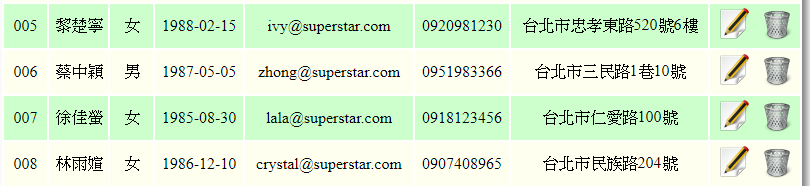 005 黎楚寧 女 1988-02-15 ivy@superstar.com 0920981230 台北市忠孝東路520號6樓
006 蔡中穎 男 1987-05-05 zhong@superstar.com 0951983366 台北市三民路1巷10號
007 徐佳螢 女 1985-08-30 lala@superstar.com 0918123456 台北市仁愛路100號
008 林雨媗 女 1986-12-10 crystal@superstar.com 0907408965 台北市民族路204號